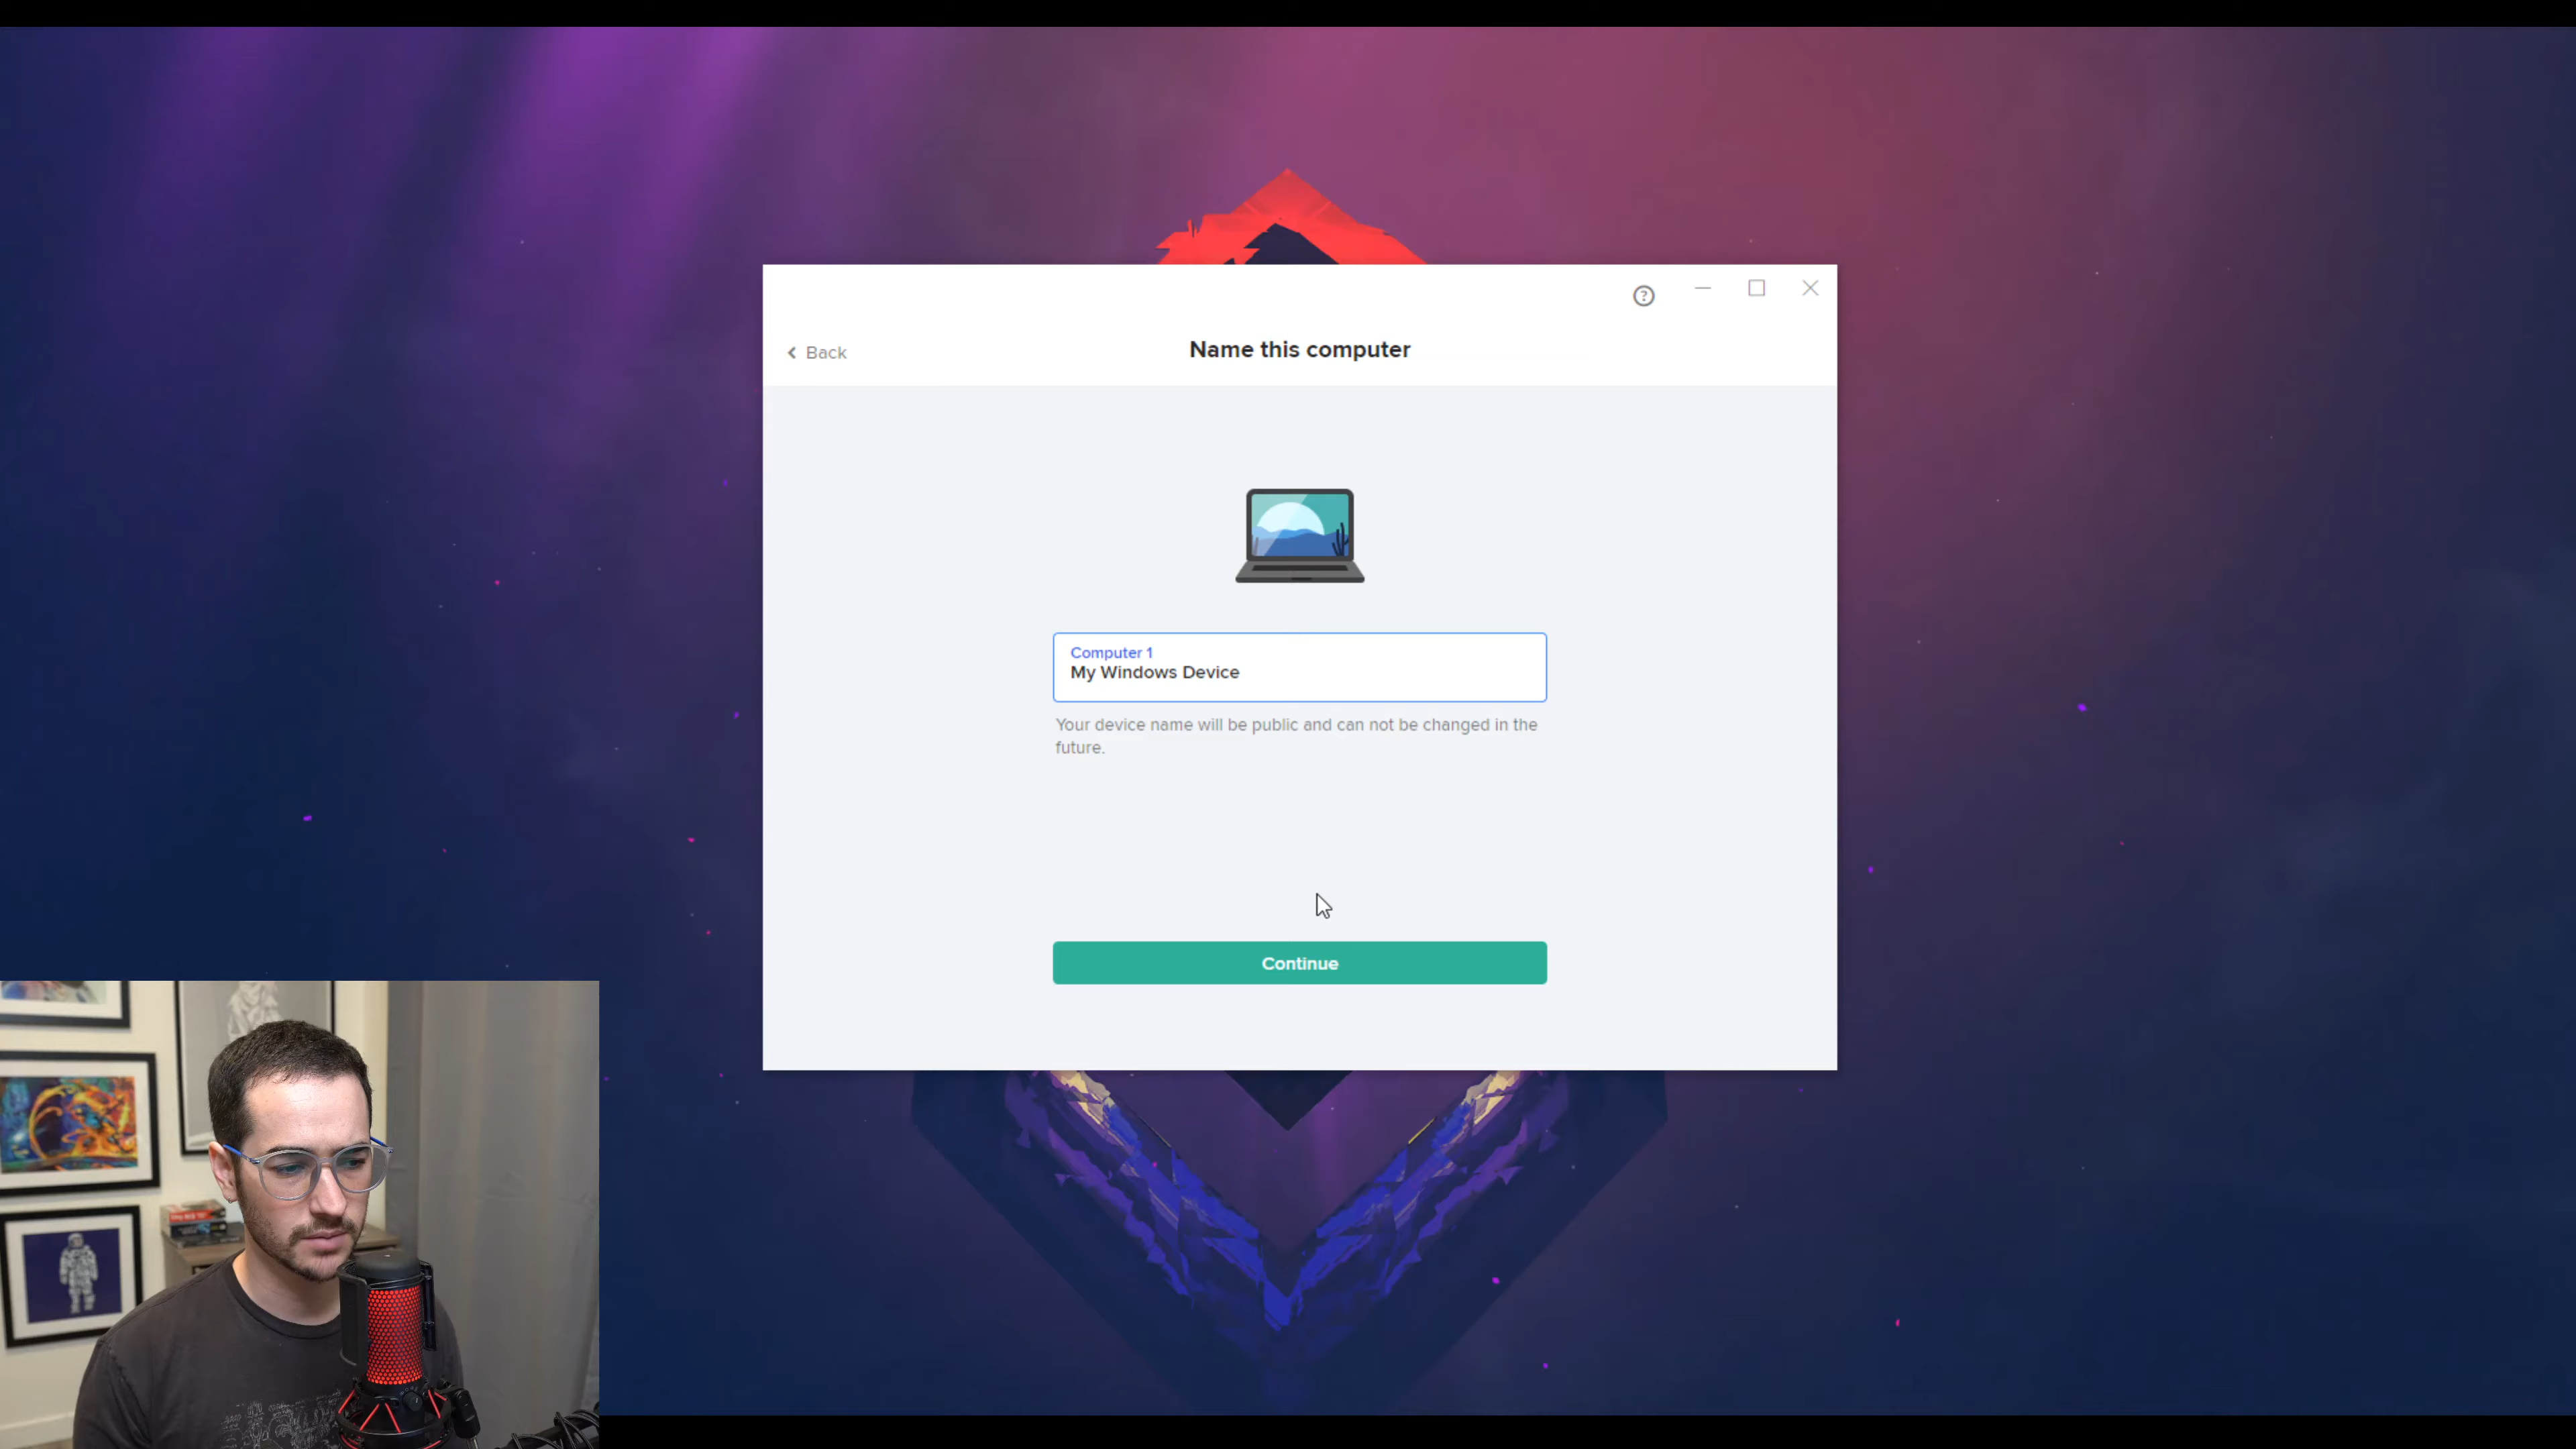 Back
Name this computer
Computer 1
My Windows Device
Your device name will be public and can not be changed in the
future.
Continue